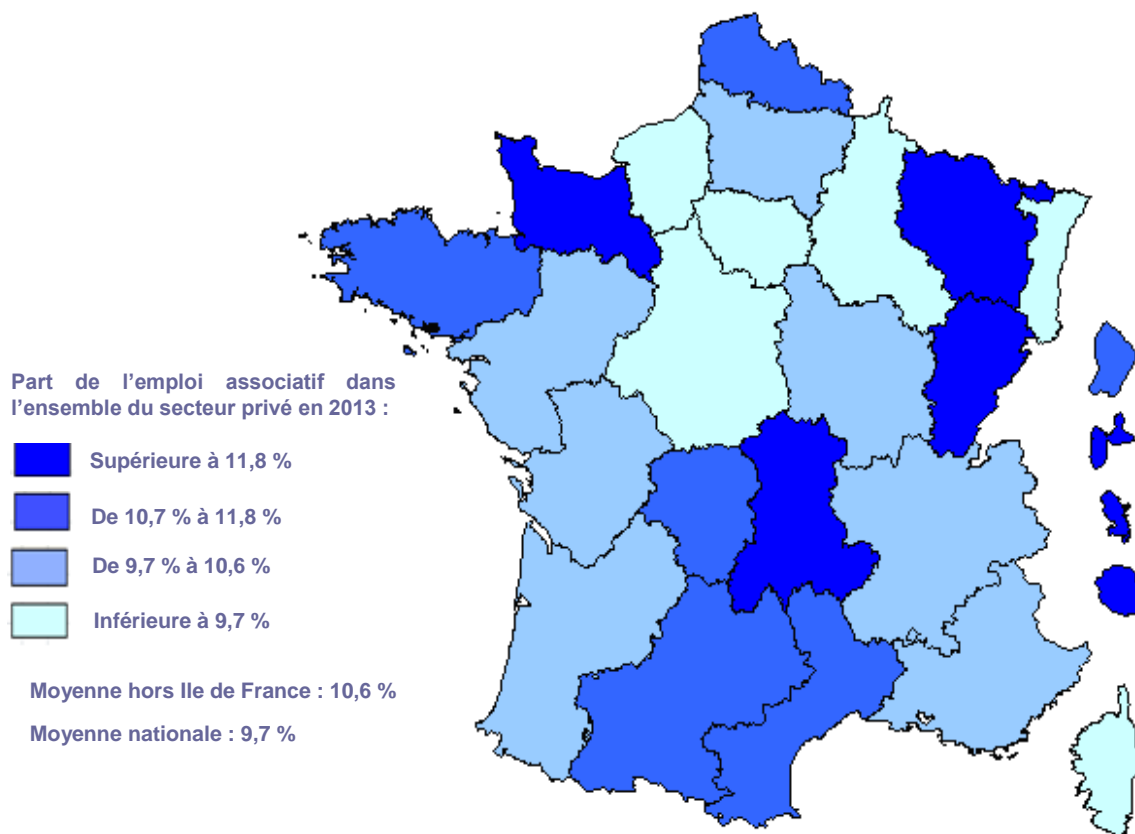 Part de l’emploi associatif dans
l’ensemble du secteur privé en 2013 :
Supérieure à 11,8 %
De 10,7 % à 11,8 %
De 9,7 % à 10,6 %
Inférieure à 9,7 %
Moyenne hors Ile de France : 10,6 %
Moyenne nationale : 9,7 %